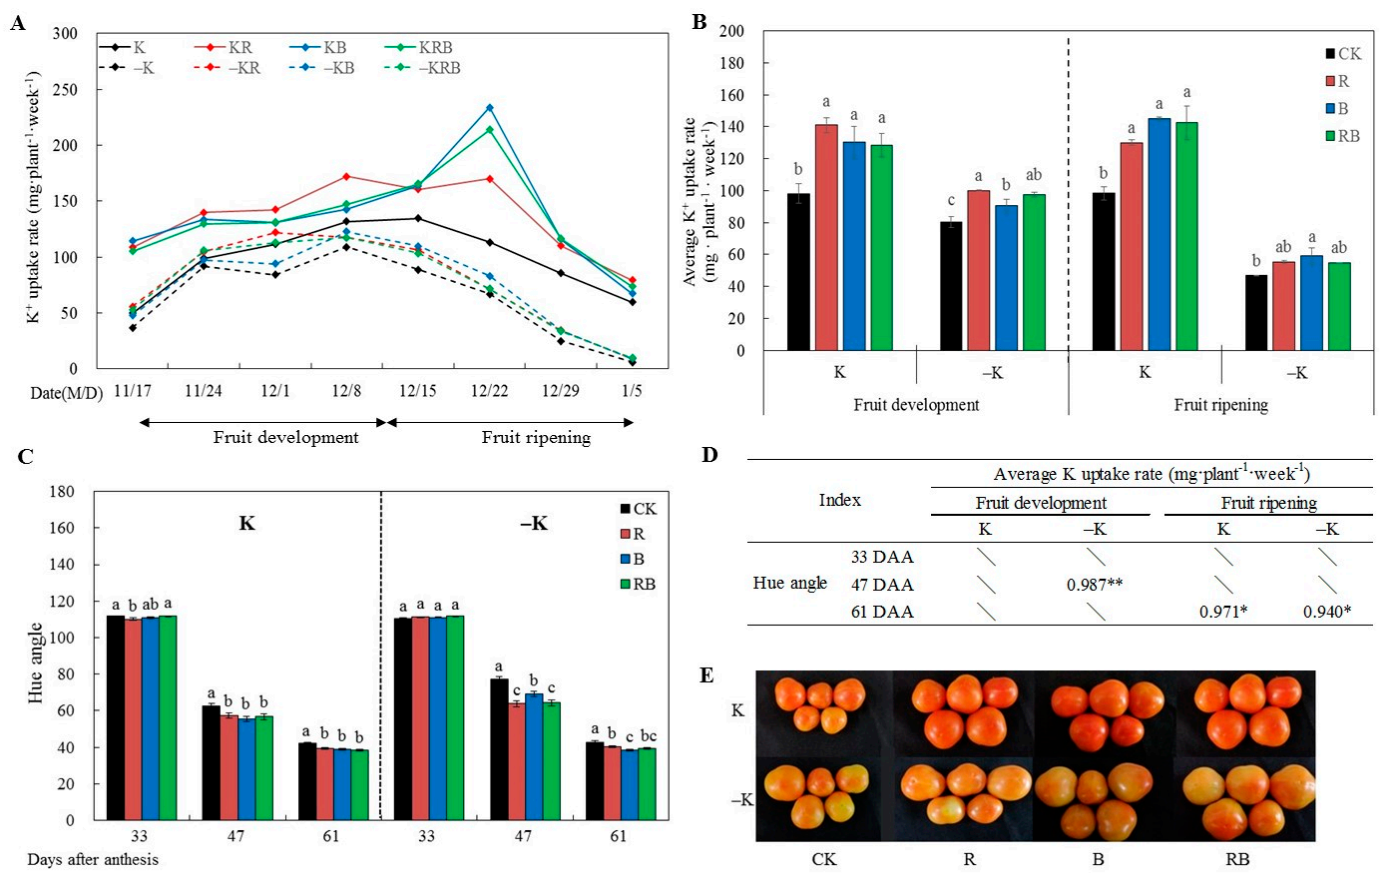 A
K⁺ uptake rate (mg·plant⁻¹·week⁻¹)
300
250
200
150
100
50
0
K KR KB KRB
–K –KR –KB –KRB
Date(M/D) 11/17 11/24 12/1 12/8 12/15 12/22 12/29 1/5
Fruit development Fruit ripening
B
Average K⁺ uptake rate
(mg · plant⁻¹ · week⁻¹)
200
180
160
140
120
100
80
60
40
20
0
CK
R
B
RB
b a a a c a b ab b a a a b ab a ab
K –K K –K
Fruit development Fruit ripening
C
Hue angle
180
160
140
120
100
80
60
40
20
0
K –K
CK
R
B
RB
a b ab a a b b b a b b b a a a a a c b c a b c bc
33 47 61 33 47 61
Days after anthesis
D
Average K uptake rate (mg·plant⁻¹·week⁻¹)
Index Fruit development Fruit ripening
K –K K –K
33 DAA
Hue angle 47 DAA 0.987**
61 DAA 0.971* 0.940*
E
K
–K
CK R B RB